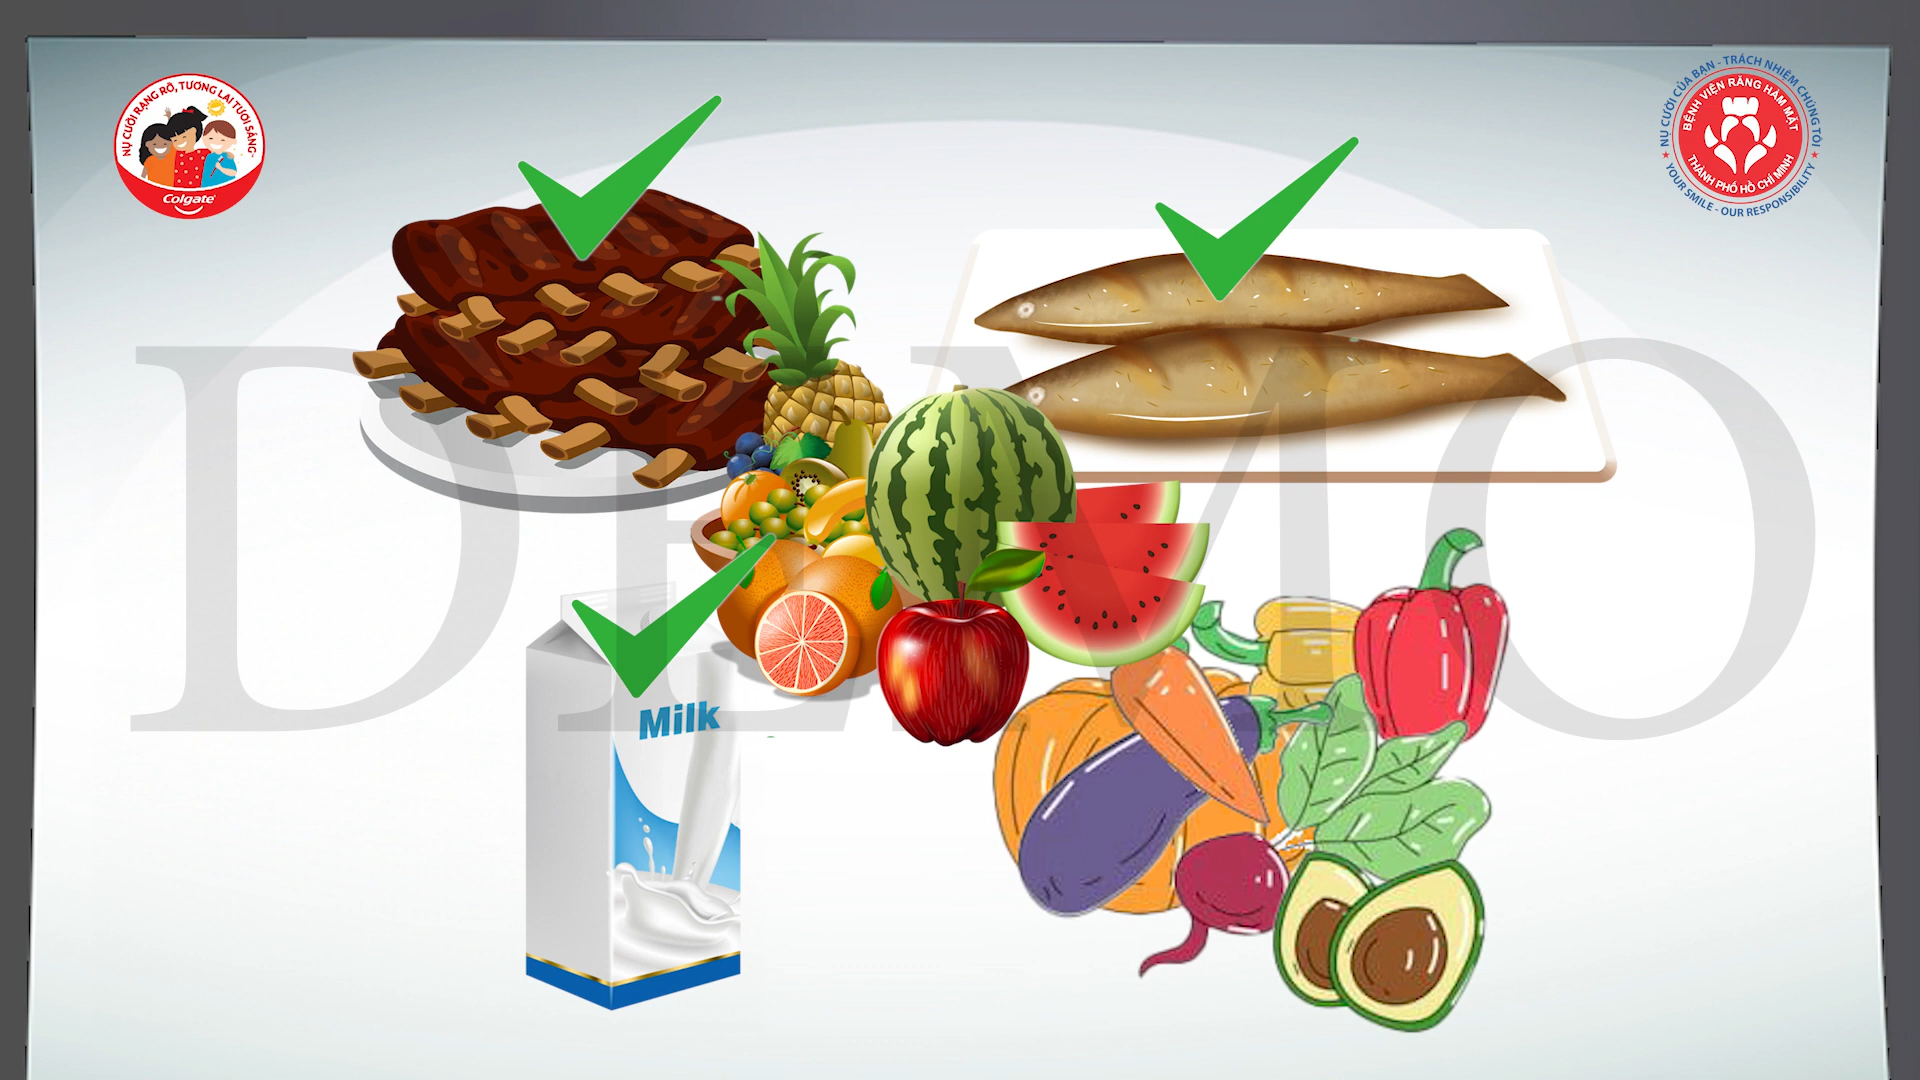 NỤ CƯỜI RẠNG RỠ, TƯƠNG LAI TƯƠI SÁNG
Colgate
NỤ CƯỜI CỦA BẠN - TRÁCH NHIỆM CHÚNG TÔI
BỆNH VIỆN RĂNG HÀM MẶT
THÀNH PHỐ HỒ CHÍ MINH
YOUR SMILE - OUR RESPONSIBILITY
DEMO
Milk